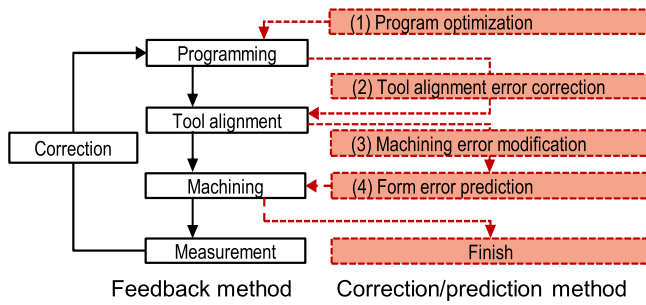 (1) Program optimization
Programming
(2) Tool alignment error correction
Tool alignment
(3) Machining error modification
Correction
Machining
(4) Form error prediction
Measurement
Finish
Feedback method
Correction/prediction method